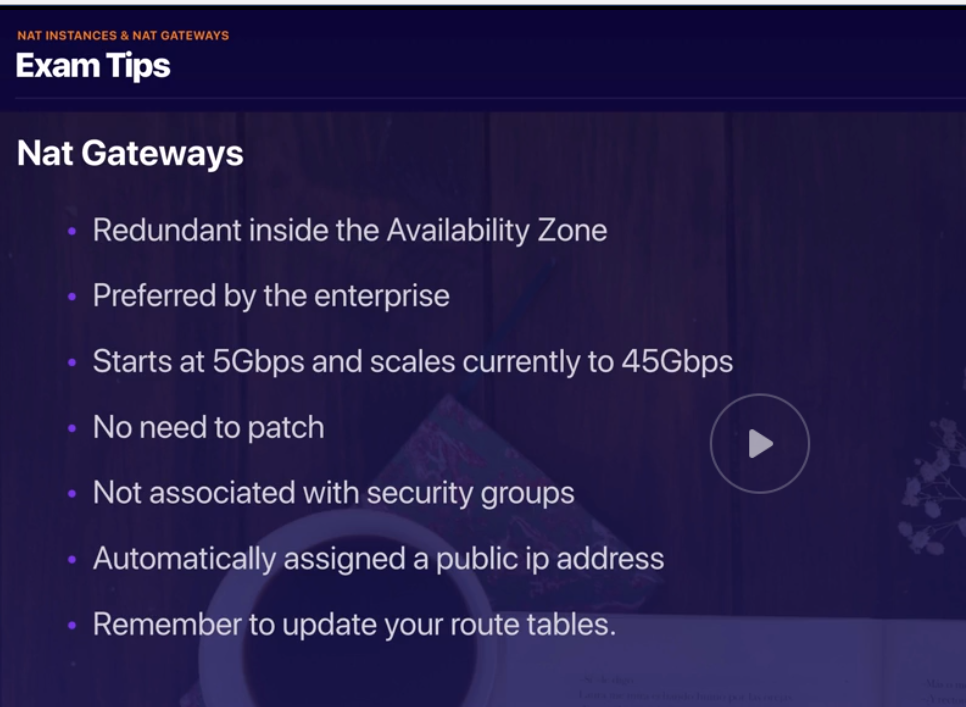 NAT INSTANCES & NAT GATEWAYS
Exam Tips
Nat Gateways
Redundant inside the Availability Zone
Preferred by the enterprise
Starts at 5Gbps and scales currently to 45Gbps
No need to patch
Not associated with security groups
Automatically assigned a public ip address
Remember to update your route tables.